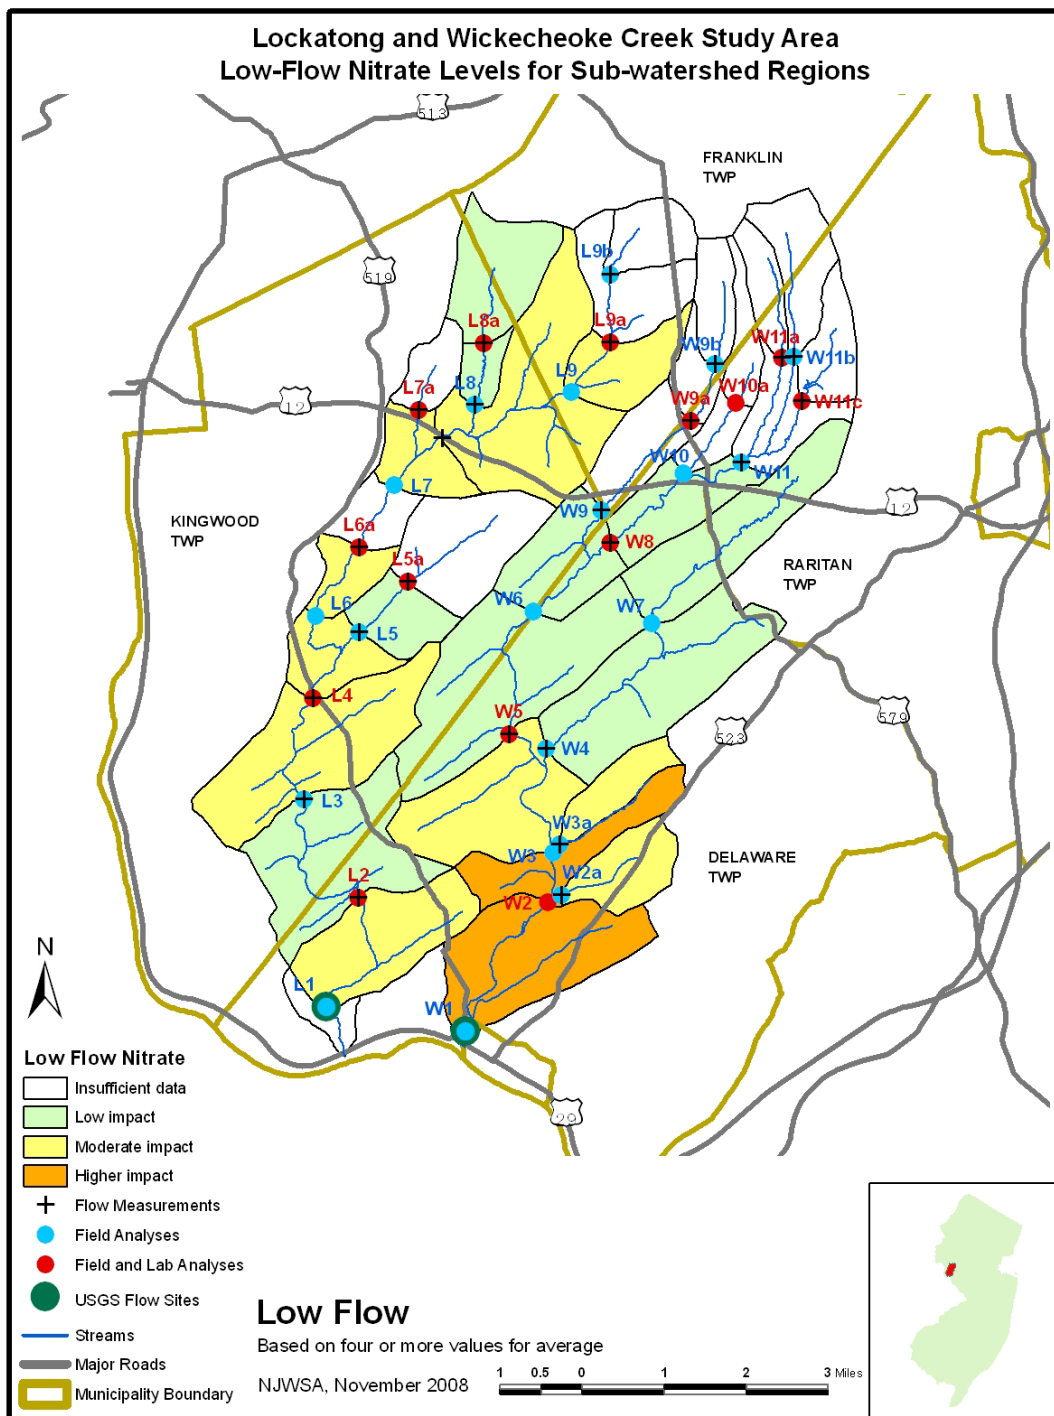 Lockatong and Wickecheoke Creek Study Area
Low-Flow Nitrate Levels for Sub-watershed Regions
513
FRANKLIN
TWP
519
L9b
L8a
L9a
W9b
W11a
W11b
L7a
L8
L9
W10a
W9a
W11c
12
W10
W11
L7
W9
12
KINGWOOD
TWP
L6a
W8
L5a
RARITAN
TWP
L6
L5
W6
W7
L4
W5
W4
579
523
L3
W3a
W3
DELAWARE
TWP
L2
W2a
W2
N
L1
W1
29
Low Flow Nitrate
Insufficient data
Low impact
Moderate impact
Higher impact
Flow Measurements
Field Analyses
Field and Lab Analyses
USGS Flow Sites
Streams
Major Roads
Municipality Boundary
Low Flow
Based on four or more values for average
NJWSA, November 2008
1 0.5 0 1 2 3 Miles